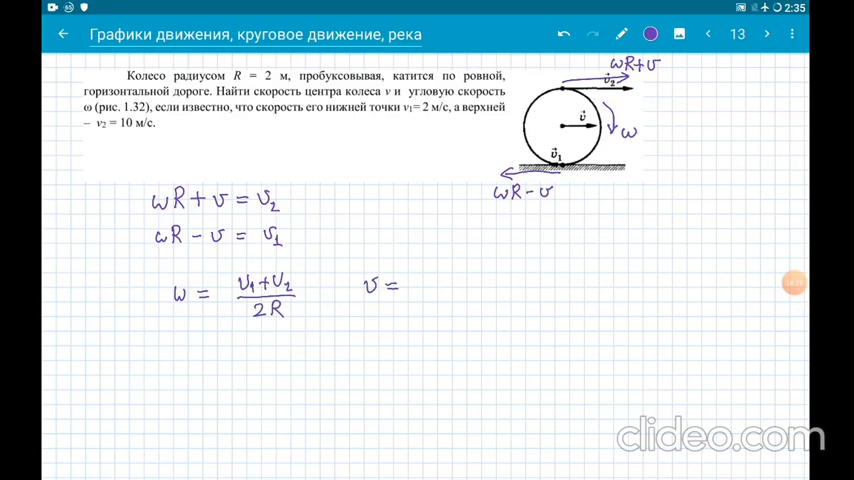 2:35
Графики движения, круговое движение, река
13
Колесо радиусом R = 2 м, пробуксовывая, катится по ровной,
горизонтальной дороге. Найти скорость центра колеса v и угловую скорость
ω (рис. 1.32), если известно, что скорость его нижней точки v₁= 2 м/с, а верхней
– v₂ = 10 м/с.
ωR+v
v⃗₂
v⃗
ω
v⃗₁
ωR-v
ωR + v = v₂
ωR - v = v₁
ω = (v₁+v₂)/(2R) v =
clideo.com